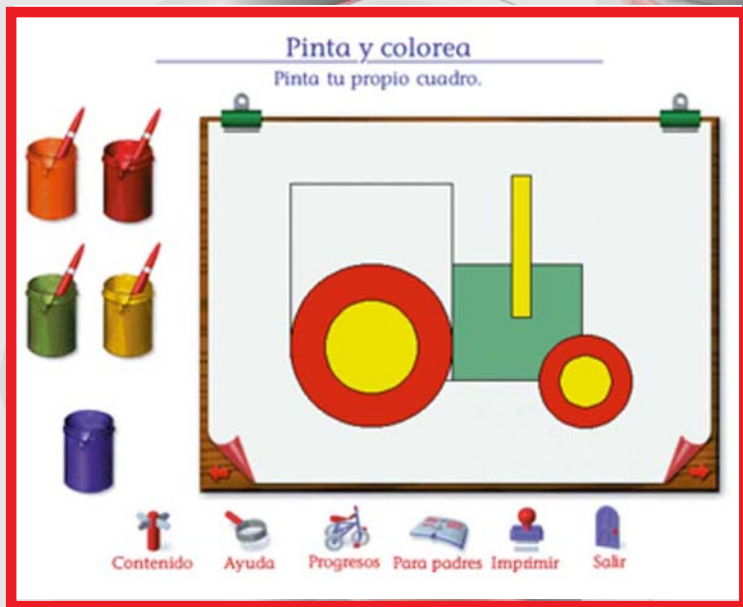 Pinta y colorea
Pinta tu propio cuadro.
Contenido
Ayuda
Progresos
Para padres
Imprimir
Salir